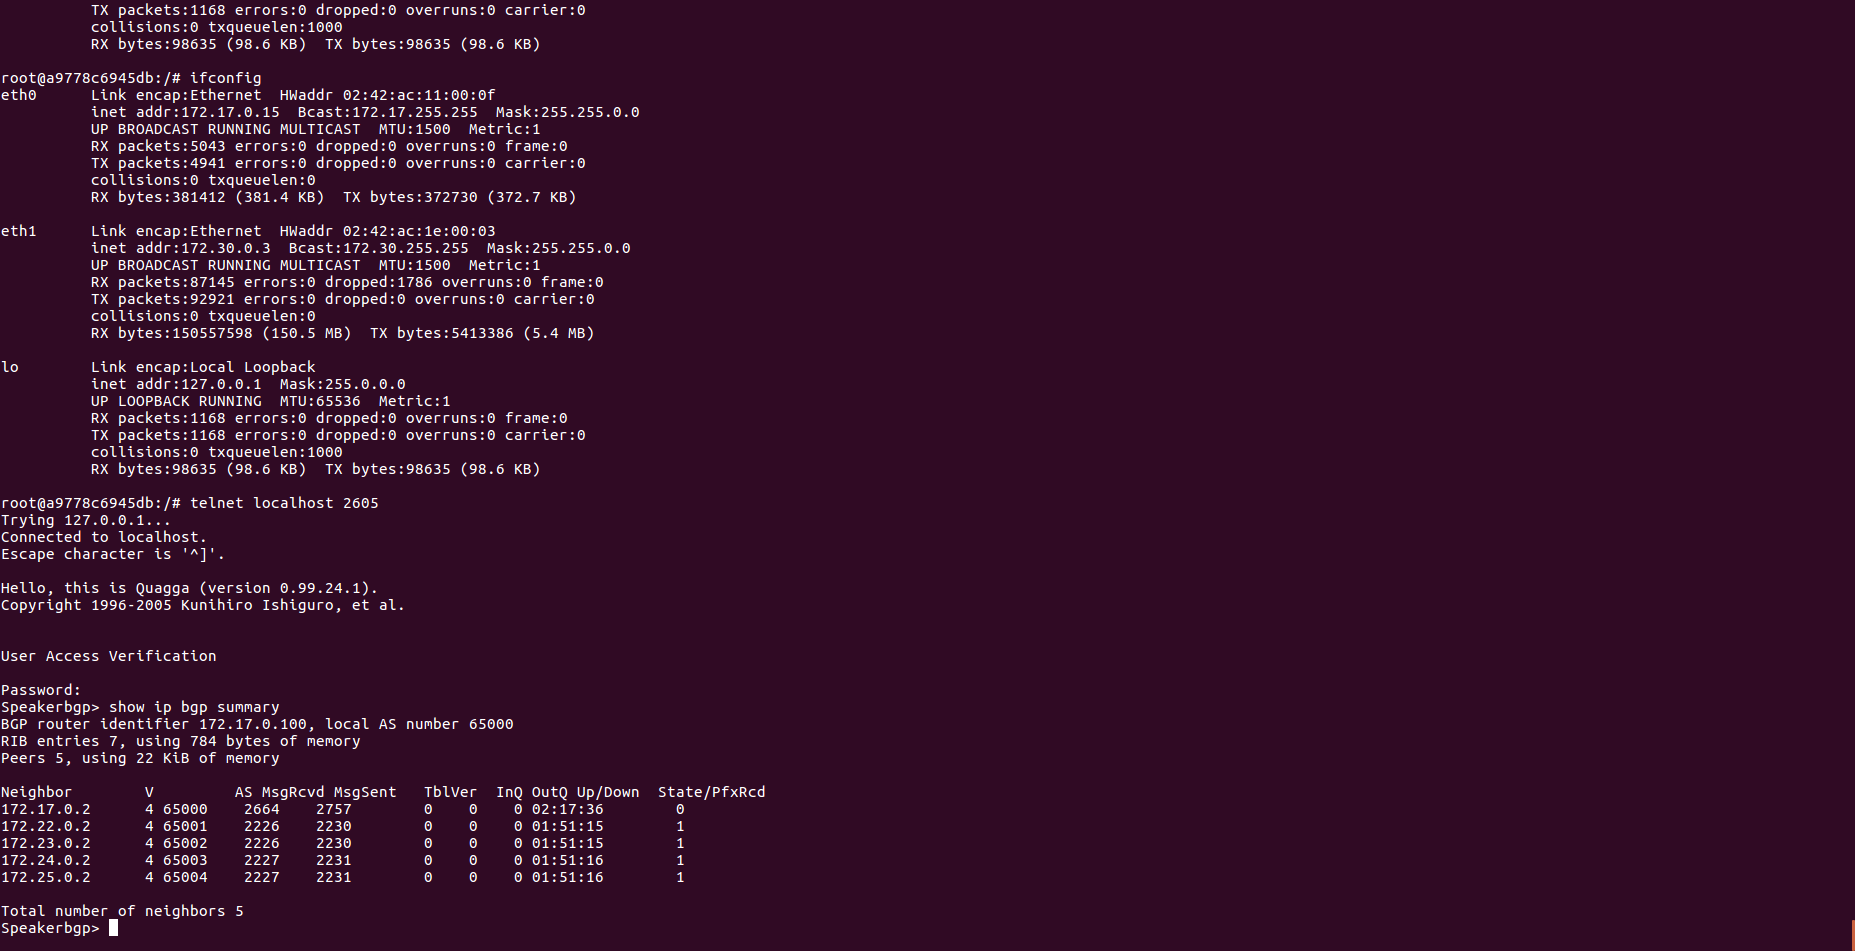 TX packets:1168 errors:0 dropped:0 overruns:0 carrier:0
collisions:0 txqueuelen:1000
RX bytes:98635 (98.6 KB)  TX bytes:98635 (98.6 KB)
root@a9778c6945db:/# ifconfig
eth0      Link encap:Ethernet  HWaddr 02:42:ac:11:00:0f
inet addr:172.17.0.15  Bcast:172.17.255.255  Mask:255.255.0.0
UP BROADCAST RUNNING MULTICAST  MTU:1500  Metric:1
RX packets:5043 errors:0 dropped:0 overruns:0 frame:0
TX packets:4941 errors:0 dropped:0 overruns:0 carrier:0
collisions:0 txqueuelen:0
RX bytes:381412 (381.4 KB)  TX bytes:372730 (372.7 KB)
eth1      Link encap:Ethernet  HWaddr 02:42:ac:1e:00:03
inet addr:172.30.0.3  Bcast:172.30.255.255  Mask:255.255.0.0
UP BROADCAST RUNNING MULTICAST  MTU:1500  Metric:1
RX packets:87145 errors:0 dropped:1786 overruns:0 frame:0
TX packets:92921 errors:0 dropped:0 overruns:0 carrier:0
collisions:0 txqueuelen:0
RX bytes:150557598 (150.5 MB)  TX bytes:5413386 (5.4 MB)
lo        Link encap:Local Loopback
inet addr:127.0.0.1  Mask:255.0.0.0
UP LOOPBACK RUNNING  MTU:65536  Metric:1
RX packets:1168 errors:0 dropped:0 overruns:0 frame:0
TX packets:1168 errors:0 dropped:0 overruns:0 carrier:0
collisions:0 txqueuelen:1000
RX bytes:98635 (98.6 KB)  TX bytes:98635 (98.6 KB)
root@a9778c6945db:/# telnet localhost 2605
Trying 127.0.0.1...
Connected to localhost.
Escape character is '^]'.
Hello, this is Quagga (version 0.99.24.1).
Copyright 1996-2005 Kunihiro Ishiguro, et al.
User Access Verification
Password:
Speakerbgp> show ip bgp summary
BGP router identifier 172.17.0.100, local AS number 65000
RIB entries 7, using 784 bytes of memory
Peers 5, using 22 KiB of memory
Neighbor        V         AS MsgRcvd MsgSent   TblVer  InQ OutQ Up/Down  State/PfxRcd
172.17.0.2      4 65000    2664    2757        0    0    0 02:17:36        0
172.22.0.2      4 65001    2226    2230        0    0    0 01:51:15        1
172.23.0.2      4 65002    2226    2230        0    0    0 01:51:15        1
172.24.0.2      4 65003    2227    2231        0    0    0 01:51:16        1
172.25.0.2      4 65004    2227    2231        0    0    0 01:51:16        1
Total number of neighbors 5
Speakerbgp>